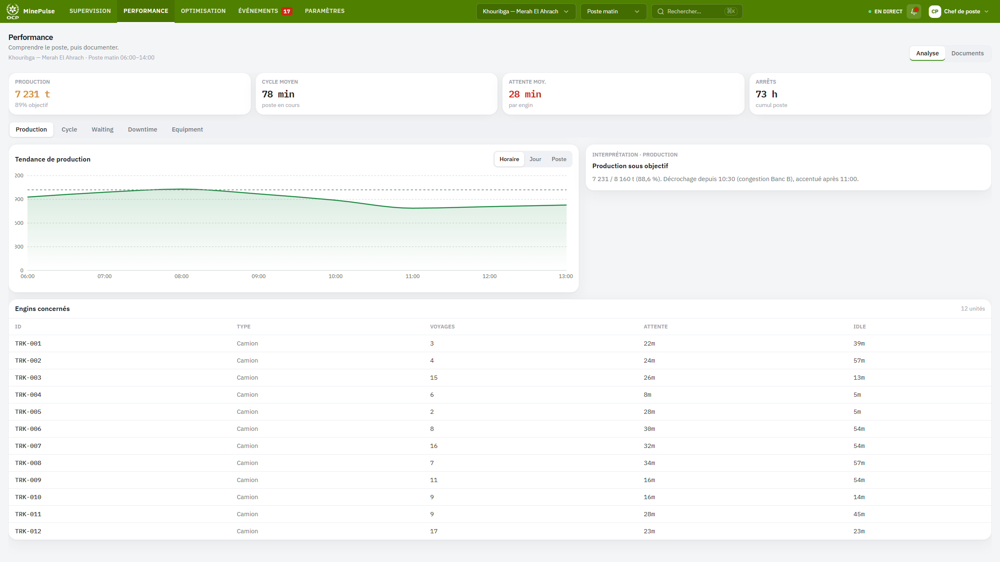 OCP MinePulse SUPERVISION PERFORMANCE OPTIMISATION ÉVÉNEMENTS 17 PARAMÈTRES Khouribga — Merah El Ahrach Poste matin Rechercher... ⌘K EN DIRECT CP Chef de poste
Performance
Comprendre le poste, puis documenter.
Khouribga — Merah El Ahrach · Poste matin 06:00–14:00
Analyse Documents
PRODUCTION
7 231 t
89% objectif
CYCLE MOYEN
78 min
poste en cours
ATTENTE MOY.
28 min
par engin
ARRÊTS
73 h
cumul poste
Production Cycle Waiting Downtime Equipment
Tendance de production
Horaire Jour Poste
200
900
600
300
0
06:00 07:00 08:00 09:00 10:00 11:00 12:00 13:00
INTERPRÉTATION · PRODUCTION
Production sous objectif
7 231 / 8 160 t (88,6 %). Décrochage depuis 10:30 (congestion Banc B), accentué après 11:00.
Engins concernés 12 unités
ID TYPE VOYAGES ATTENTE IDLE
TRK-001 Camion 3 22m 39m
TRK-002 Camion 4 24m 57m
TRK-003 Camion 15 26m 13m
TRK-004 Camion 6 8m 5m
TRK-005 Camion 2 28m 5m
TRK-006 Camion 8 30m 54m
TRK-007 Camion 16 32m 54m
TRK-008 Camion 7 34m 57m
TRK-009 Camion 11 16m 54m
TRK-010 Camion 9 16m 14m
TRK-011 Camion 9 28m 45m
TRK-012 Camion 17 23m 23m